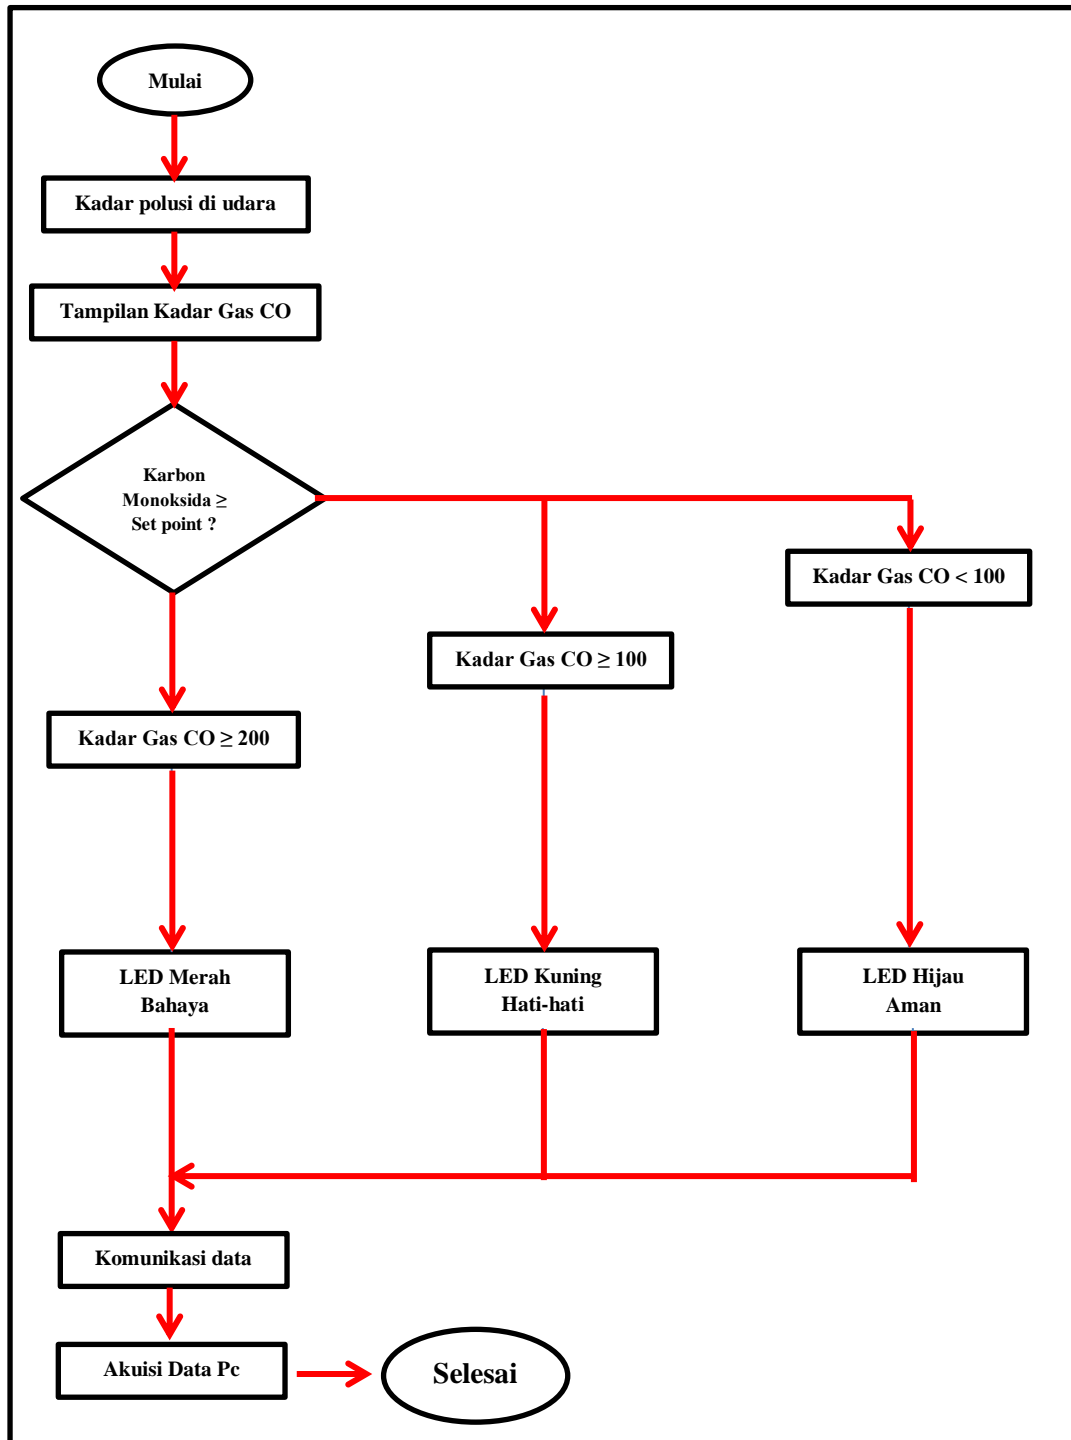 Mulai
Kadar polusi di udara
Tampilan Kadar Gas CO
Karbon
Monoksida ≥
Set point ?
Kadar Gas CO < 100
Kadar Gas CO ≥ 100
Kadar Gas CO ≥ 200
LED Merah
Bahaya
LED Kuning
Hati-hati
LED Hijau
Aman
Komunikasi data
Akuisi Data Pc
Selesai